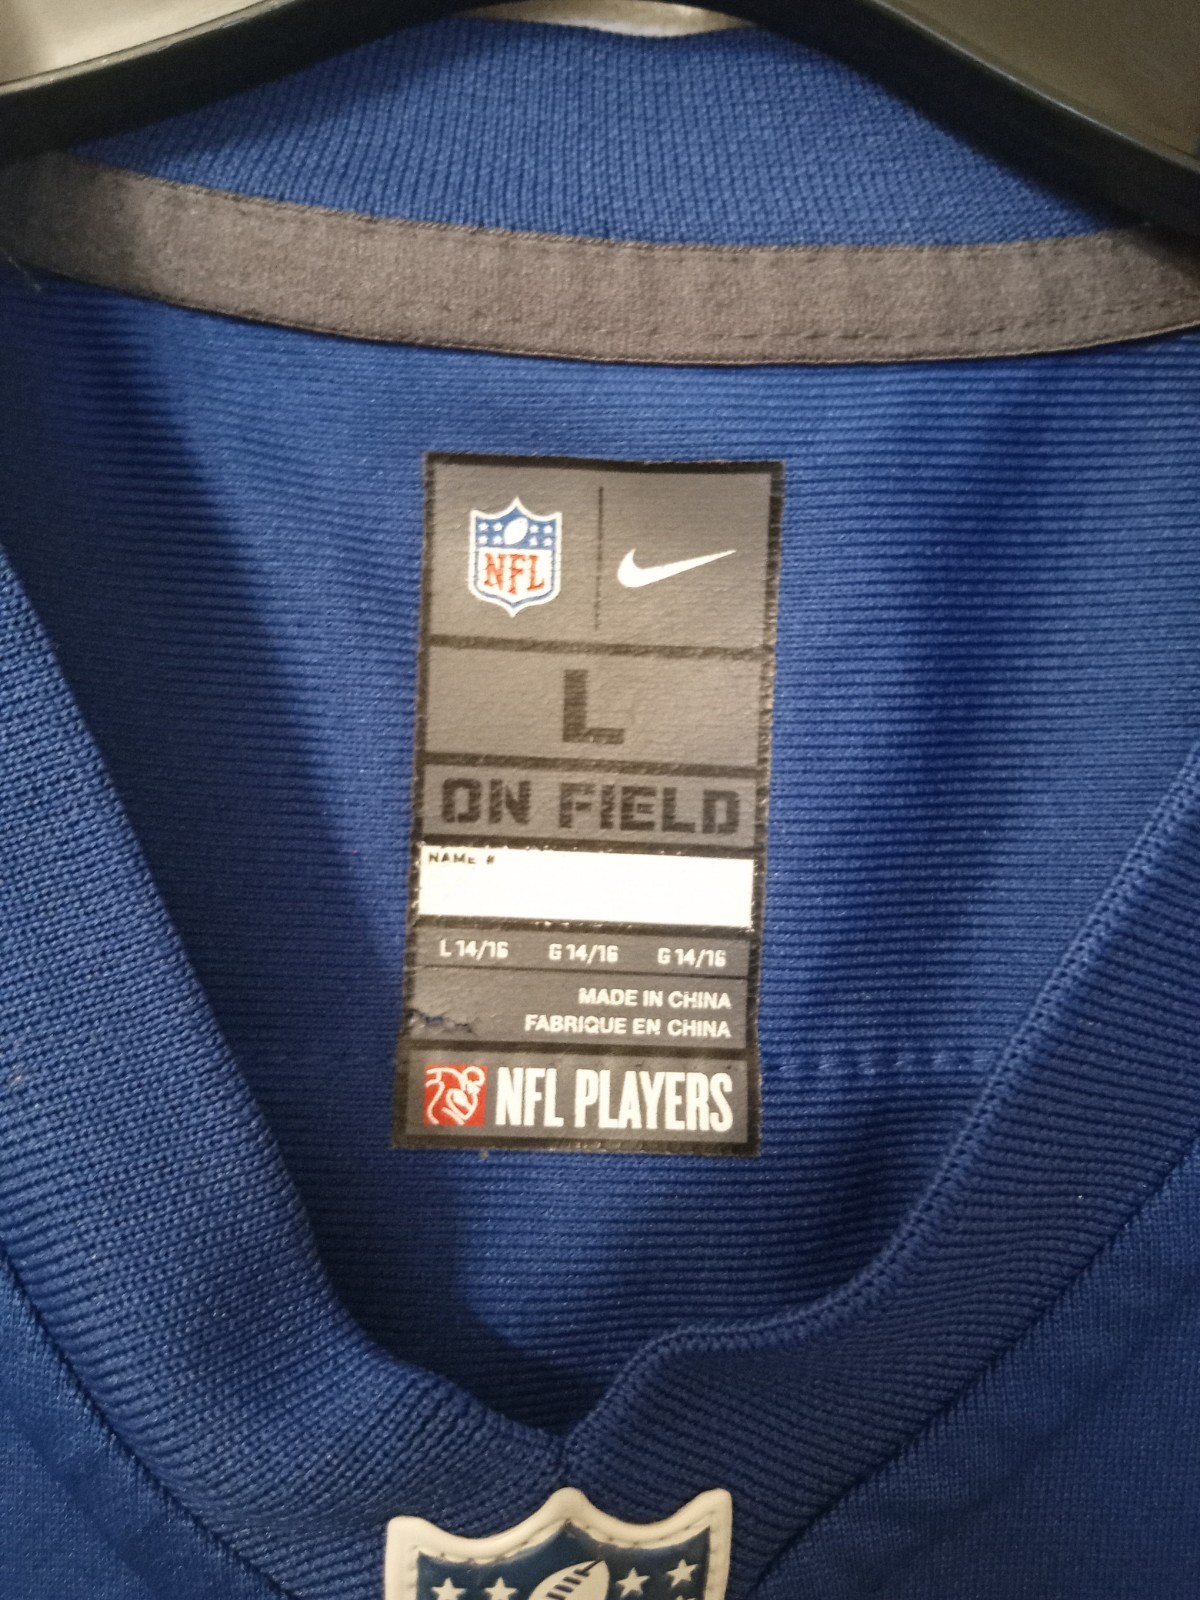 NFL
L
ON FIELD
NAME #
L 14/16 G 14/16 G 14/16
MADE IN CHINA
FABRIQUE EN CHINA
NFL PLAYERS